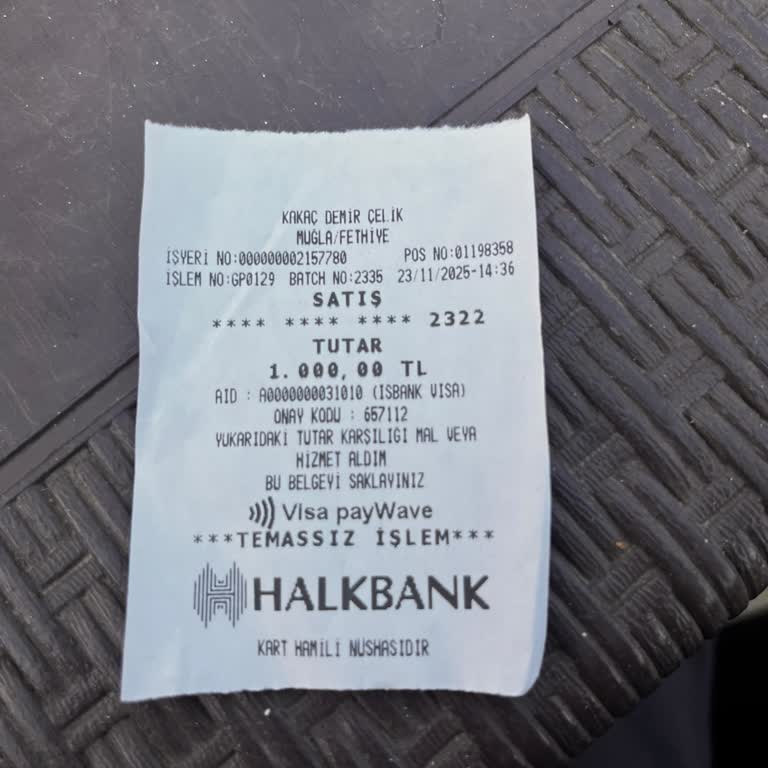 KAKAÇ DEMİR ÇELİK
MUĞLA/FETHİYE
İŞYERİ NO:000000002157780 POS NO:01198358
İŞLEM NO:GP0129 BATCH NO:2335 23/11/2025-14:36
SATIŞ
**** **** **** 2322
TUTAR
1.000,00 TL
AID : A0000000031010 (ISBANK VISA)
ONAY KODU : 657112
YUKARIDAKİ TUTAR KARŞILIĞI MAL VEYA
HİZMET ALDIM
BU BELGEYİ SAKLAYINIZ
VIsa payWave
***TEMASSIZ İŞLEM***
HALKBANK
KART HAMİLİ NÜSHASIDIR